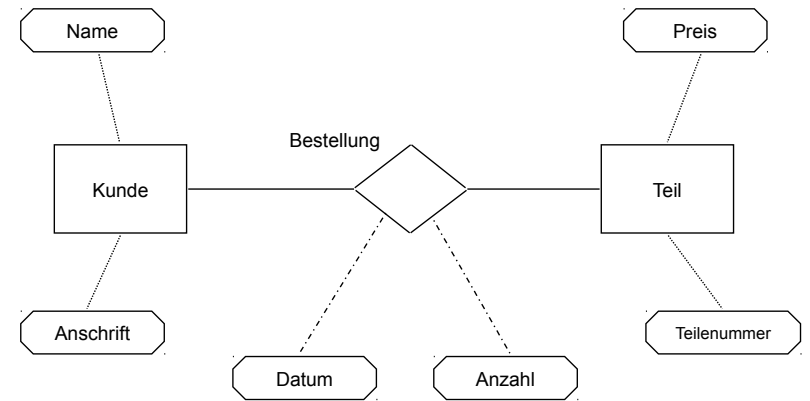 Name
Preis
Bestellung
Kunde
Teil
Anschrift
Teilenummer
Datum
Anzahl